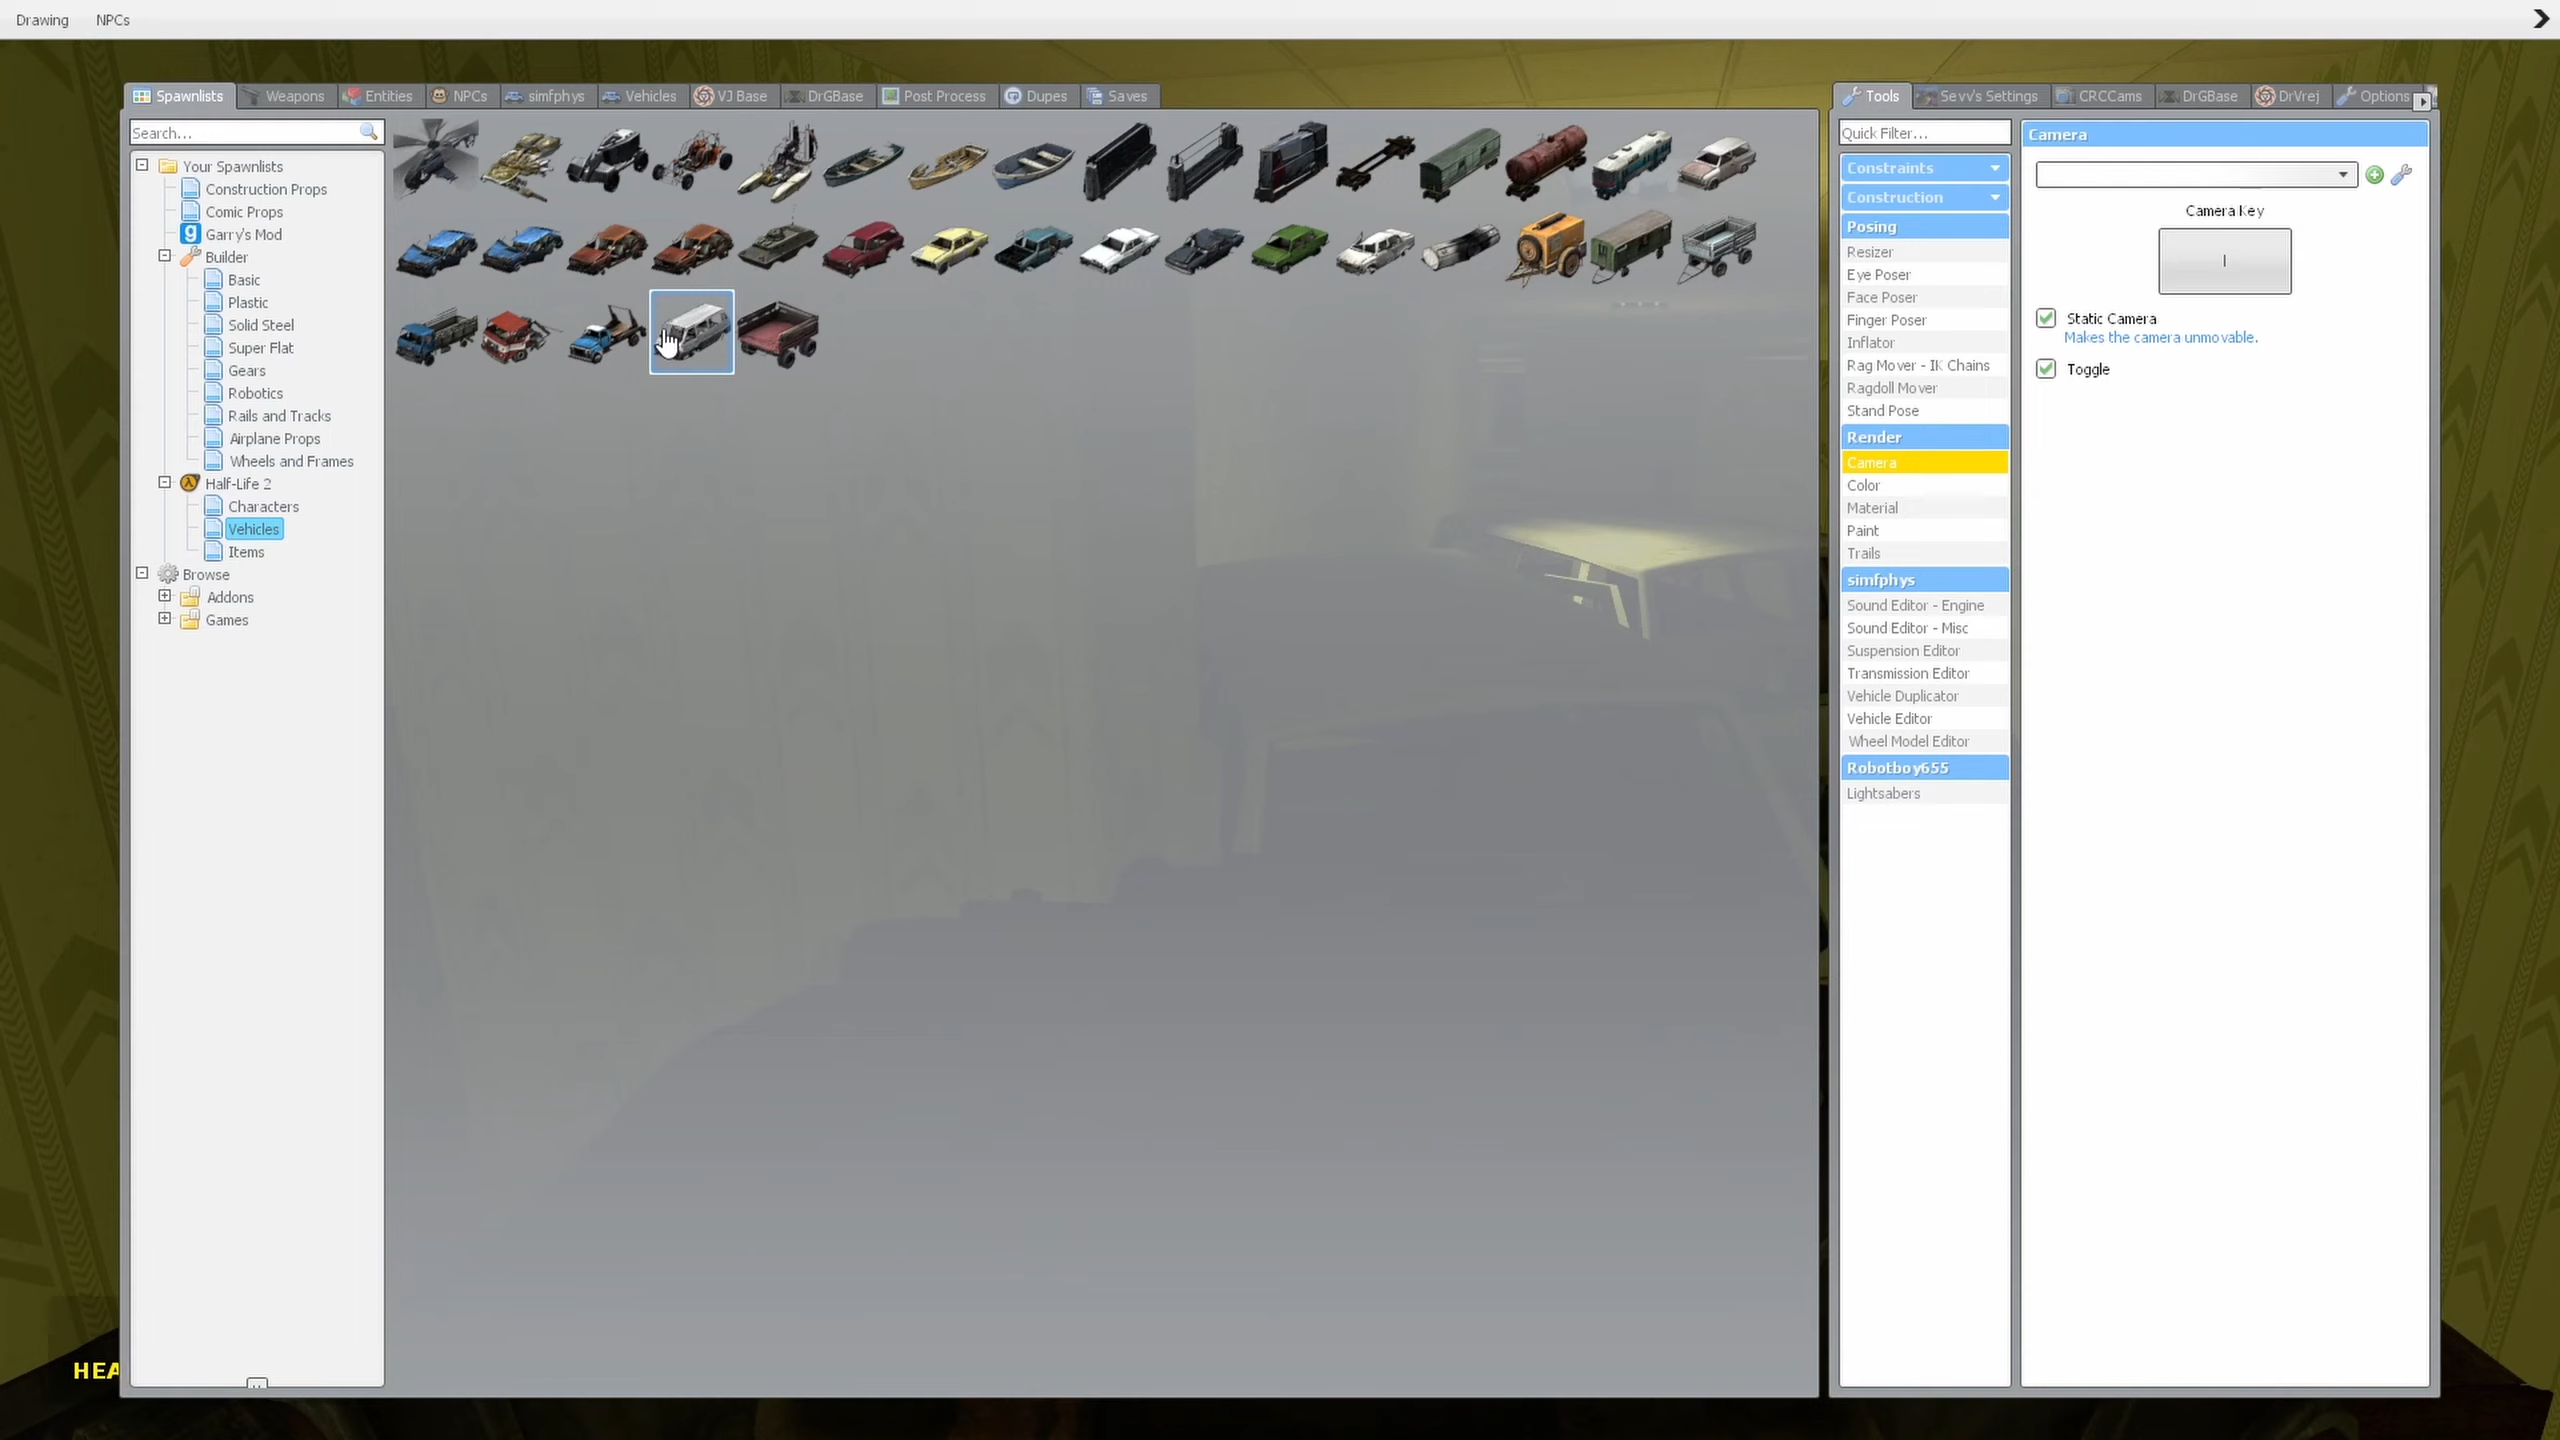 Drawing NPCs
Spawnlists Weapons Entities NPCs simfphys Vehicles VJ Base DrGBase Post Process Dupes Saves
Search...
Your Spawnlists
Construction Props
Comic Props
Garry's Mod
Builder
Basic
Plastic
Solid Steel
Super Flat
Gears
Robotics
Rails and Tracks
Airplane Props
Wheels and Frames
Half-Life 2
Characters
Vehicles
Items
Browse
Addons
Games
HEA
Tools Sevv's Settings CRCCams DrGBase DrVrej Options
Quick Filter...
Constraints
Construction
Posing
Resizer
Eye Poser
Face Poser
Finger Poser
Inflator
Rag Mover - IK Chains
Ragdoll Mover
Stand Pose
Render
Camera
Color
Material
Paint
Trails
simfphys
Sound Editor - Engine
Sound Editor - Misc
Suspension Editor
Transmission Editor
Vehicle Duplicator
Vehicle Editor
Wheel Model Editor
Robotboy655
Lightsabers
Camera
Camera Key
Static Camera
Makes the camera unmovable.
Toggle